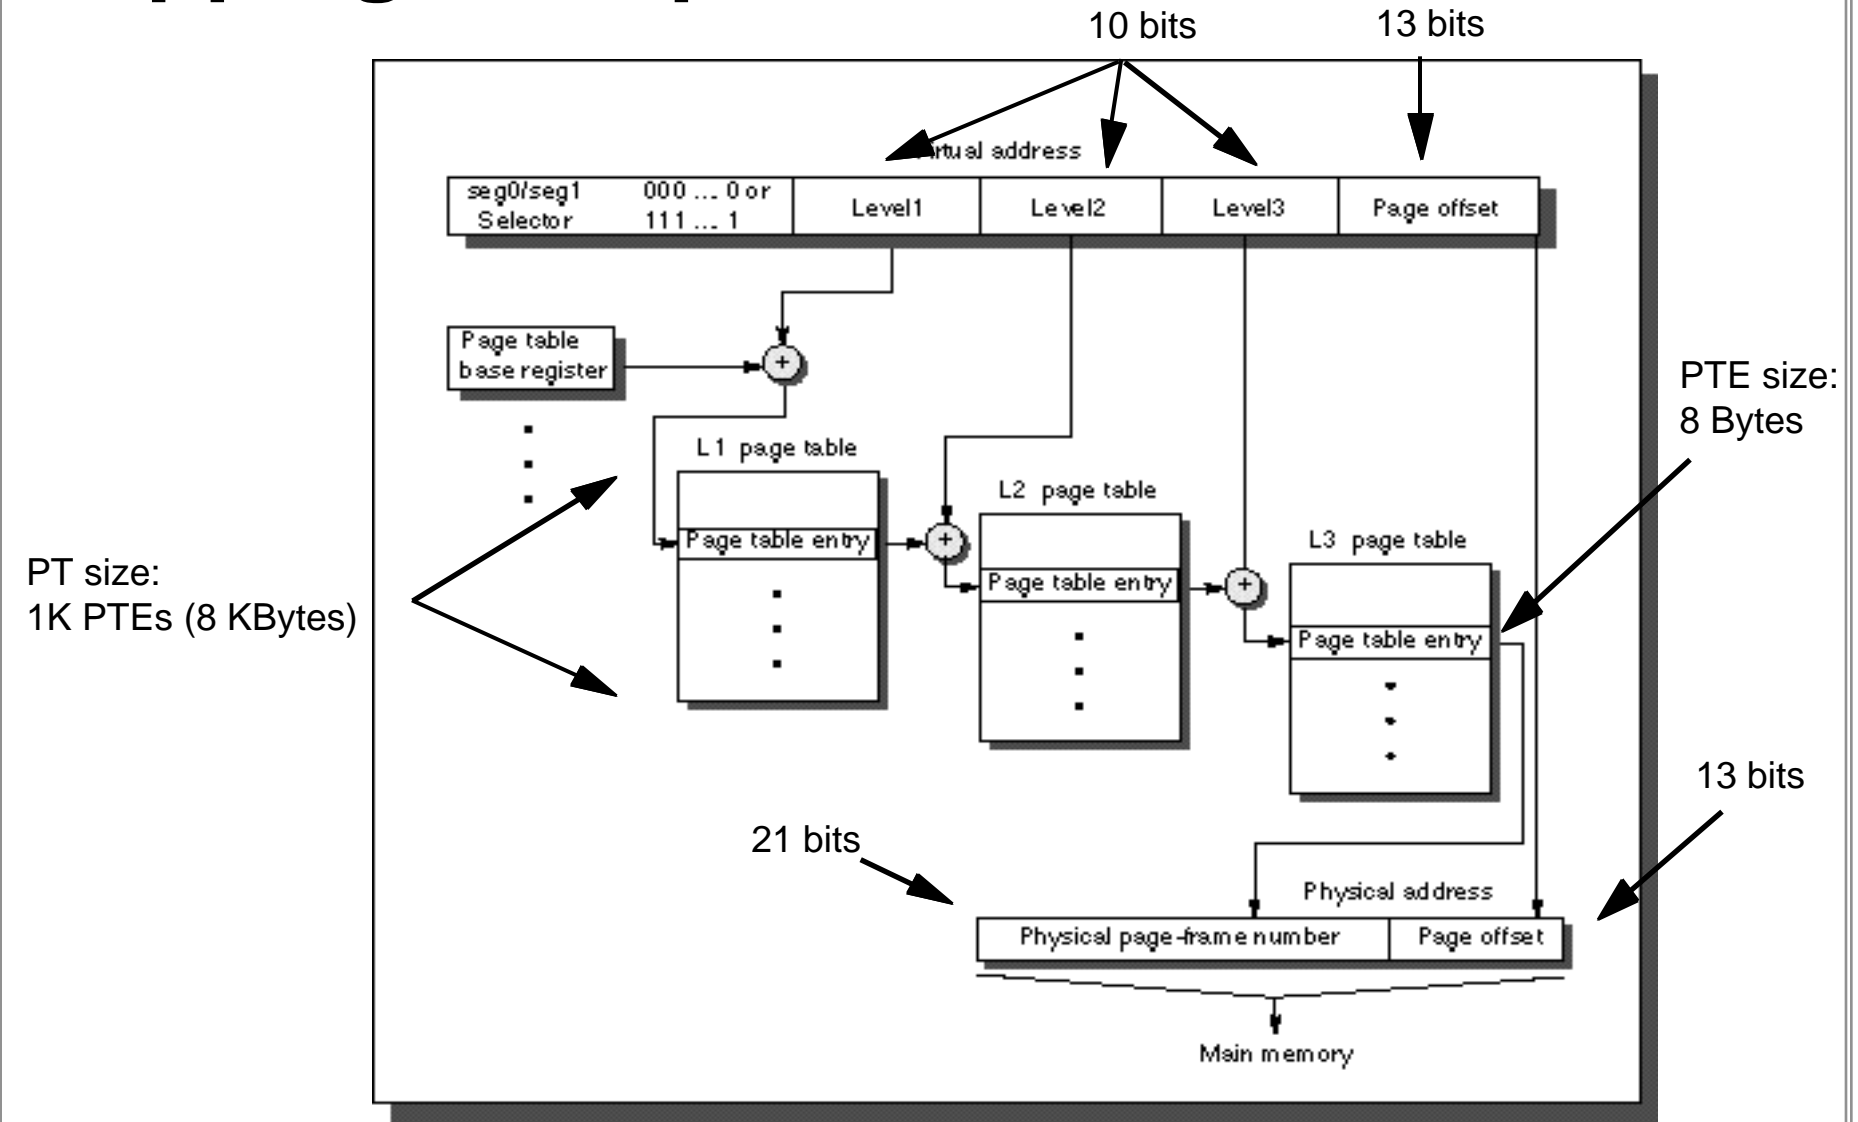 10 bits
13 bits
seg0/seg1 000 ... 0 or
Selector 111 ... 1
Level1
Level2
Level3
Page offset
address
Page table
base register
PTE size:
8 Bytes
L1 page table
Page table entry
L2 page table
Page table entry
L3 page table
Page table entry
PT size:
1K PTEs (8 KBytes)
13 bits
21 bits
Physical address
Physical page-frame number
Page offset
Main memory